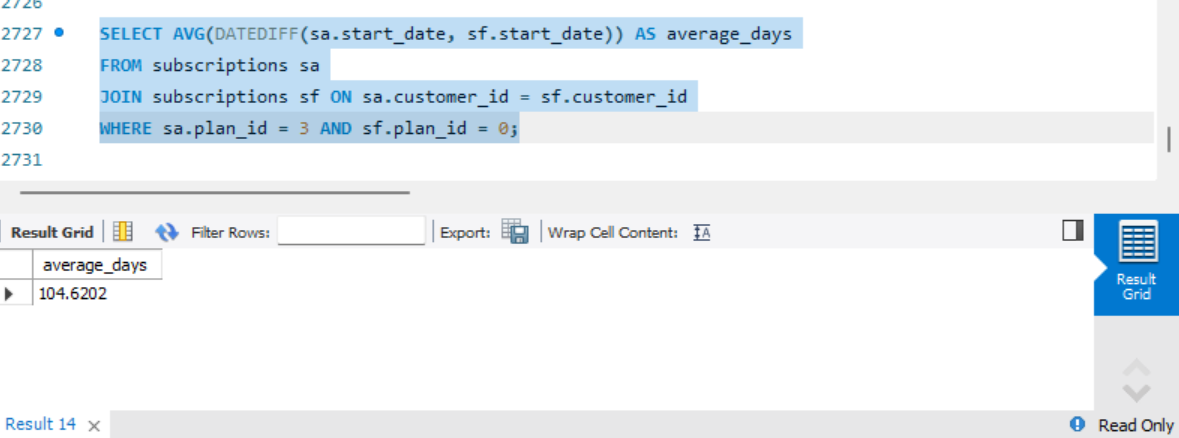 2726
2727 SELECT AVG(DATEDIFF(sa.start_date, sf.start_date)) AS average_days
2728 FROM subscriptions sa
2729 JOIN subscriptions sf ON sa.customer_id = sf.customer_id
2730 WHERE sa.plan_id = 3 AND sf.plan_id = 0;
2731
Result Grid Filter Rows: Export: Wrap Cell Content: IA
average_days
104.6202
Result
Grid
Result 14 × Read Only